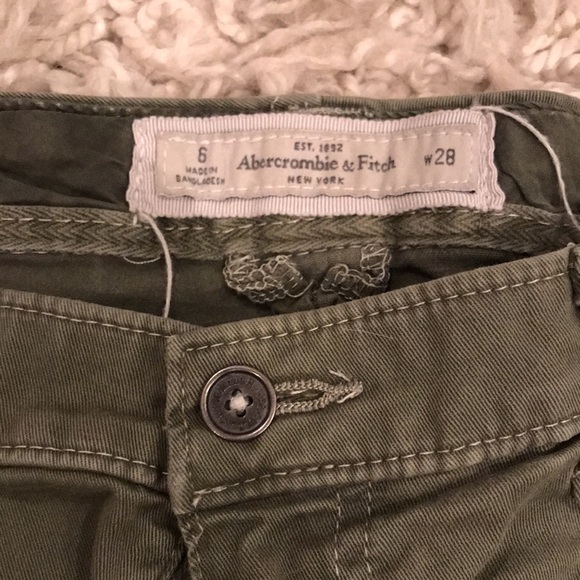 6
MADE IN
BANGLADESH
EST. 1892
Abercrombie & Fitch
NEW YORK
W28